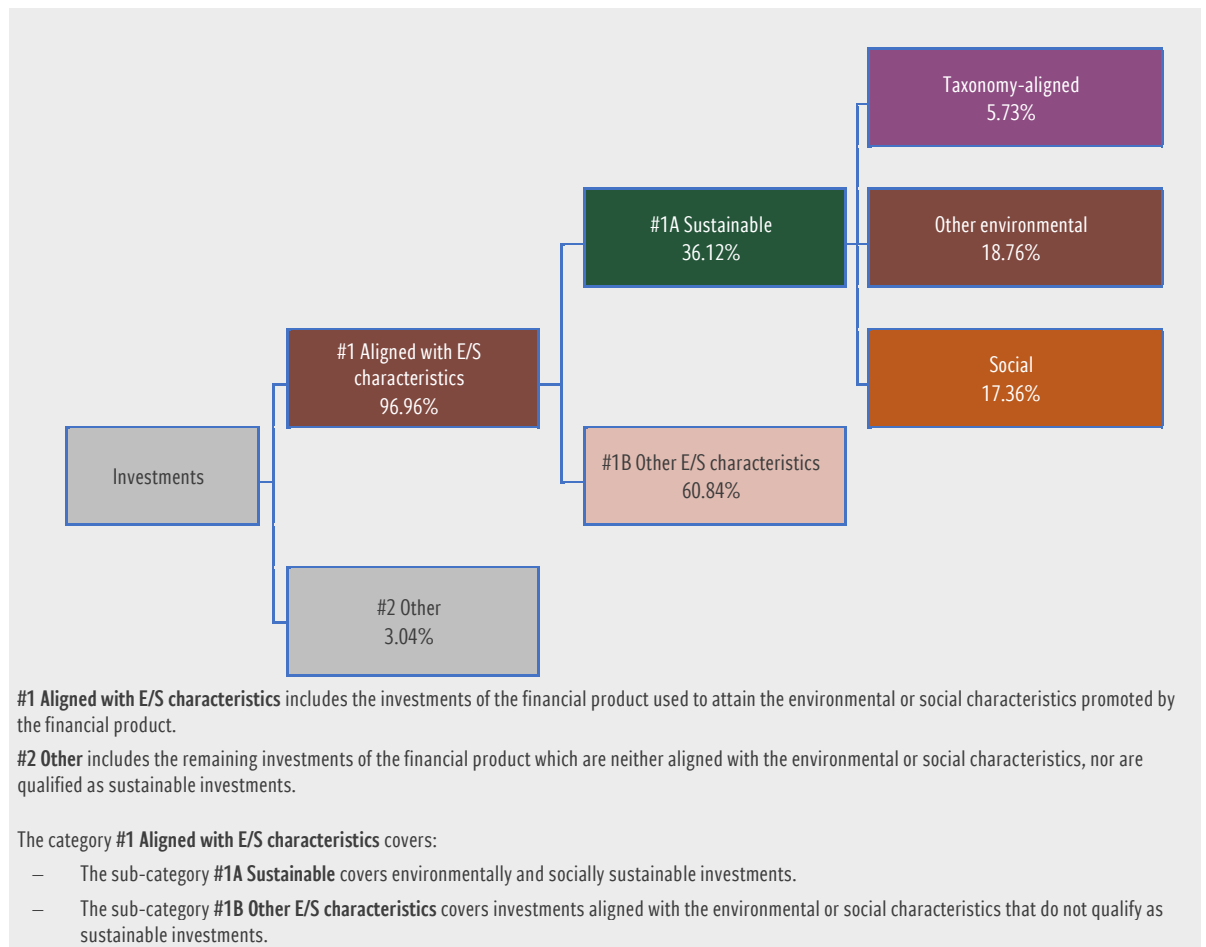 Taxonomy-aligned
5.73%
#1A Sustainable
36.12%
Other environmental
18.76%
#1 Aligned with E/S
characteristics
96.96%
Social
17.36%
Investments
#1B Other E/S characteristics
60.84%
#2 Other
3.04%
#1 Aligned with E/S characteristics includes the investments of the financial product used to attain the environmental or social characteristics promoted by
the financial product.
#2 Other includes the remaining investments of the financial product which are neither aligned with the environmental or social characteristics, nor are
qualified as sustainable investments.
The category #1 Aligned with E/S characteristics covers:
– The sub-category #1A Sustainable covers environmentally and socially sustainable investments.
– The sub-category #1B Other E/S characteristics covers investments aligned with the environmental or social characteristics that do not qualify as
sustainable investments.